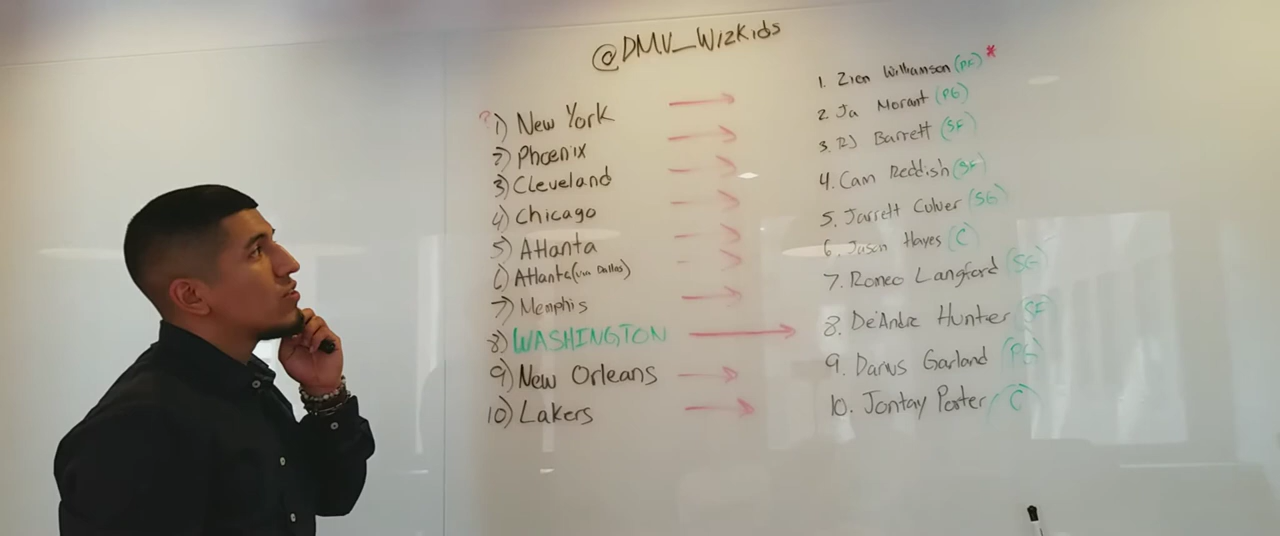 @DMV_WizKids
? 1) New York → 1. Zion Williamson (PF) *
2) Phoenix → 2. Ja Morant (PG)
3) Cleveland → 3. RJ Barrett (SF)
4) Chicago → 4. Cam Reddish (SF)
5) Atlanta → 5. Jarrett Culver (SG)
6) Atlanta (via Dallas) → 6. Jaxon Hayes (C)
7) Memphis → 7. Romeo Langford (SG)
8) WASHINGTON → 8. De'Andre Hunter SF
9) New Orleans → 9. Darius Garland (PG)
10) Lakers → 10. Jontay Porter (C)